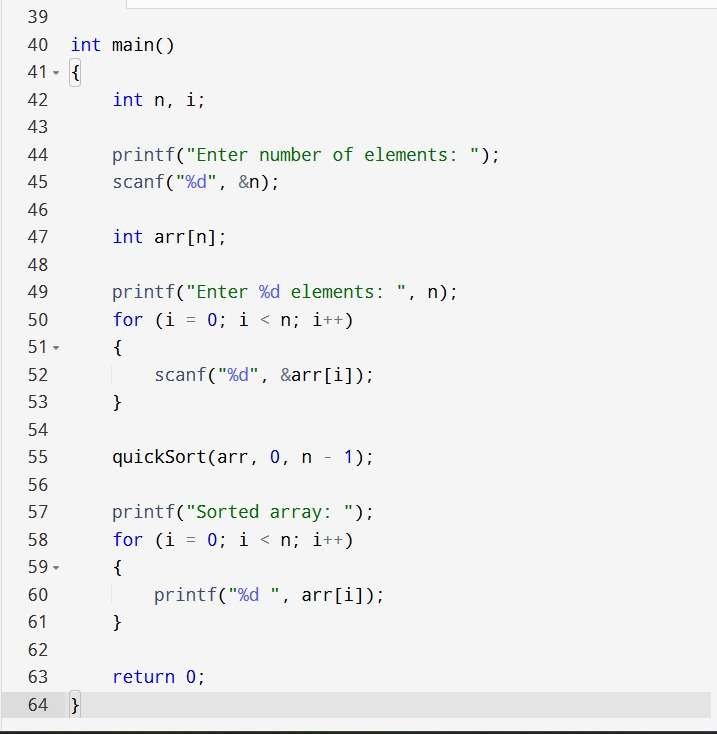 39
40 int main()
41 {
42     int n, i;
43
44     printf("Enter number of elements: ");
45     scanf("%d", &n);
46
47     int arr[n];
48
49     printf("Enter %d elements: ", n);
50     for (i = 0; i < n; i++)
51     {
52         scanf("%d", &arr[i]);
53     }
54
55     quickSort(arr, 0, n - 1);
56
57     printf("Sorted array: ");
58     for (i = 0; i < n; i++)
59     {
60         printf("%d ", arr[i]);
61     }
62
63     return 0;
64 }